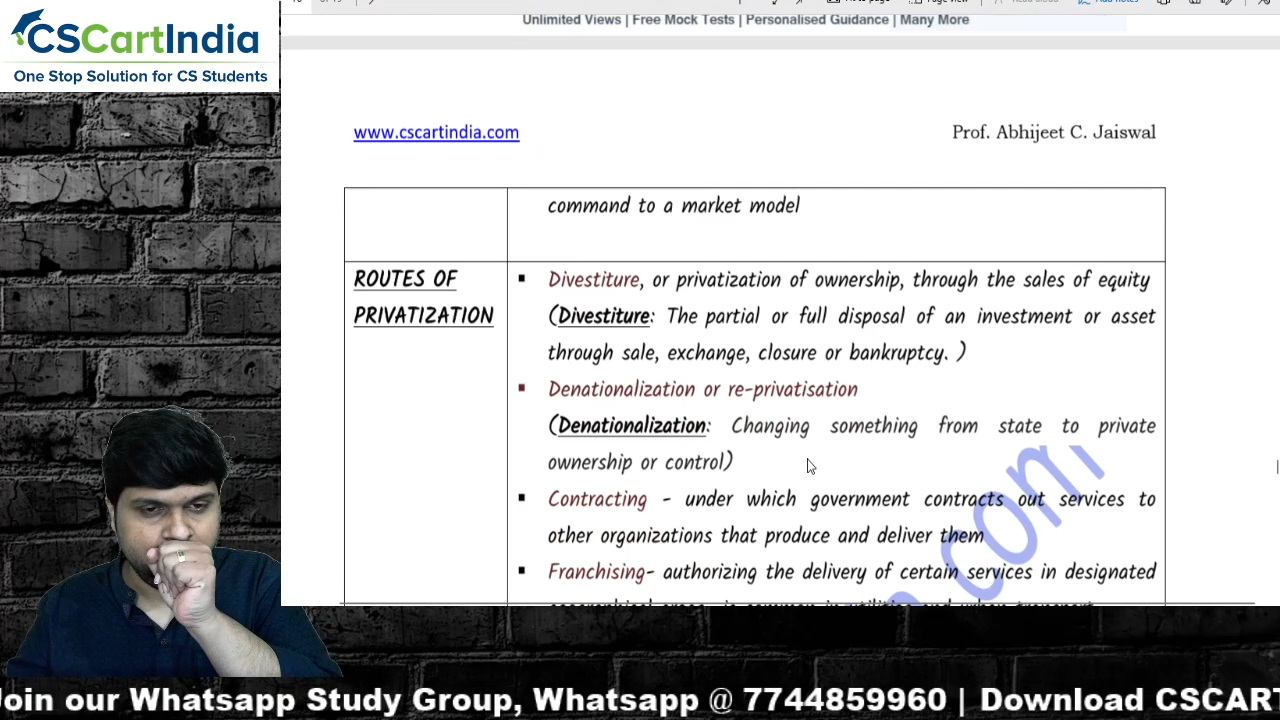 Unlimited Views | Free Mock Tests | Personalised Guidance | Many More
CSCartIndia
One Stop Solution for CS Students
www.cscartindia.com
Prof. Abhijeet C. Jaiswal
command to a market model
ROUTES OF
PRIVATIZATION
▪ Divestiture, or privatization of ownership, through the sales of equity
(Divestiture: The partial or full disposal of an investment or asset
through sale, exchange, closure or bankruptcy. )
▪ Denationalization or re-privatisation
(Denationalization: Changing something from state to private
ownership or control)
▪ Contracting - under which government contracts out services to
other organizations that produce and deliver them
▪ Franchising- authorizing the delivery of certain services in designated
.com
Join our Whatsapp Study Group, Whatsapp @ 7744859960 | Download CSCART